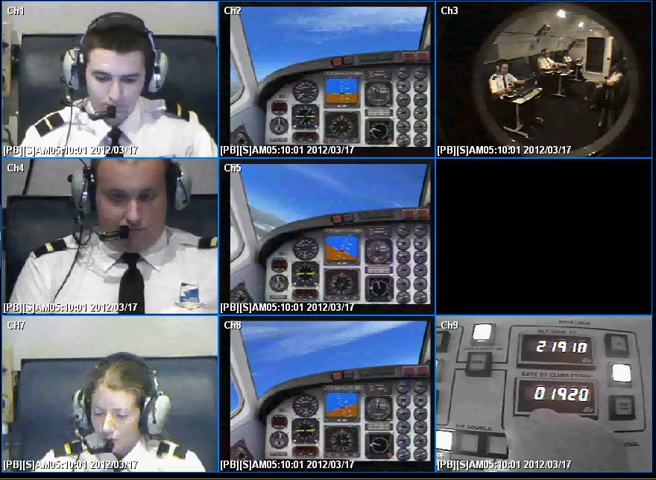 Ch1
[PB][S]AM05:10:01 2012/03/17
Ch2
[PB][S]AM05:10:01 2012/03/17
Ch3
[PB][S]AM05:10:01 2012/03/17
Ch4
[PB][S]AM05:10:01 2012/03/17
Ch5
[PB][S]AM05:10:01 2012/03/17
Ch7
[PB][S]AM05:10:01 2012/03/17
Ch8
[PB][S]AM05:10:01 2012/03/17
Ch9
MAIN LOCK
ALTITUDE FT
21910
RATE OF CLIMB FT/MIN
01920
[PB][S]AM05:10:01 2012/03/17